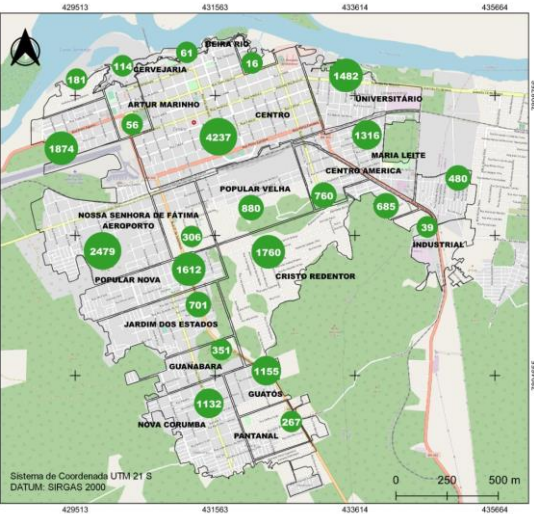 429513 431563 433614 435664
BEIRA RIO
61
114
16
CERVEJARIA
181
1482
UNIVERSITÁRIO
ARTUR MARINHO
56
CENTRO
4237
1316
1874
MARIA LEITE
CENTRO AMERICA
480
POPULAR VELHA
760
880
685
NOSSA SENHORA DE FÁTIMA
AEROPORTO
306
39
INDUSTRIAL
2479
1760
1612
POPULAR NOVA
CRISTO REDENTOR
701
JARDIM DOS ESTADOS
351
GUANABARA
1155
GUATÓS
1132
NOVA CORUMBA
267
PANTANAL
Sistema de Coordenada UTM 21 S
DATUM: SIRGAS 2000
0 250 500 m
429513 431563 433614 435664